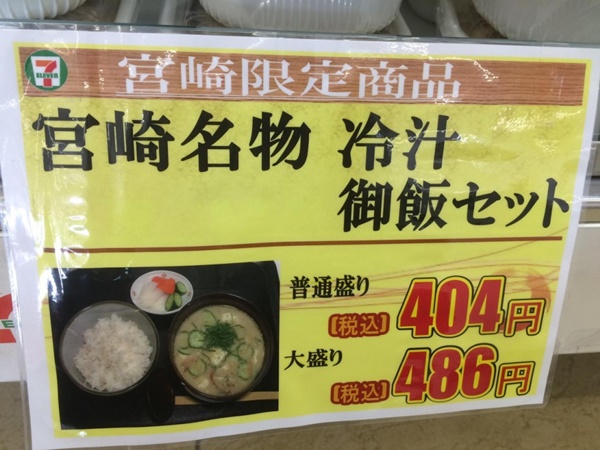 7
ELEVEN
宮崎限定商品
宮崎名物 冷汁
御飯セット
普通盛り
【税込】404円
大盛り
【税込】486円